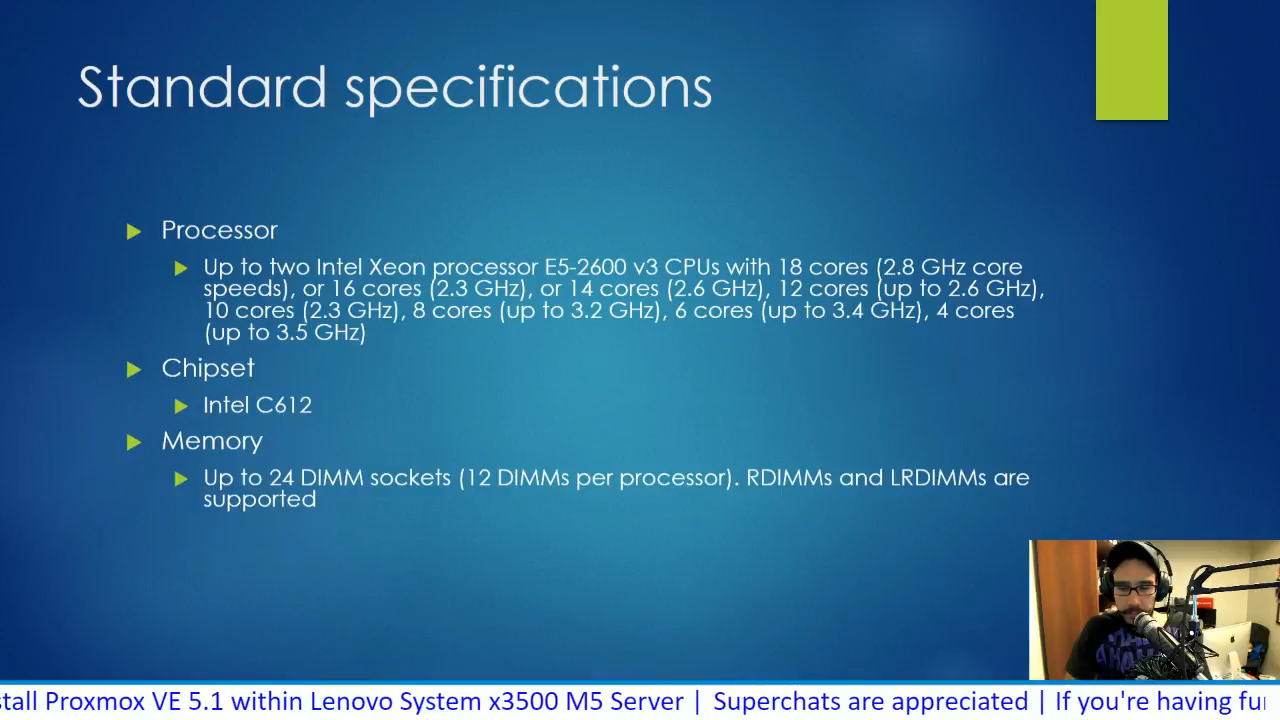 Standard specifications
Processor
Up to two Intel Xeon processor E5-2600 v3 CPUs with 18 cores (2.8 GHz core
speeds), or 16 cores (2.3 GHz), or 14 cores (2.6 GHz), 12 cores (up to 2.6 GHz),
10 cores (2.3 GHz), 8 cores (up to 3.2 GHz), 6 cores (up to 3.4 GHz), 4 cores
(up to 3.5 GHz)
Chipset
Intel C612
Memory
Up to 24 DIMM sockets (12 DIMMs per processor). RDIMMs and LRDIMMs are
supported
stall Proxmox VE 5.1 within Lenovo System x3500 M5 Server | Superchats are appreciated | If you're having fu